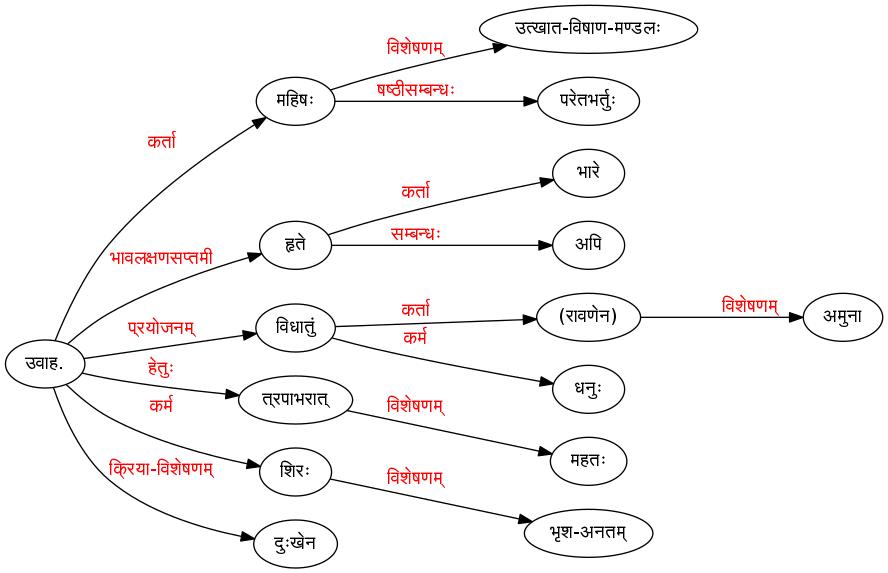 उत्खात-विषाण-मण्डलः
विशेषणम्
महिषः
षष्ठीसम्बन्धः
परेतभर्तुः
कर्ता
भारे
कर्ता
सम्बन्धः
अपि
भावलक्षणसप्तमी
हृते
प्रयोजनम्
विधातुं
कर्ता
(रावणेन)
विशेषणम्
अमुना
कर्म
धनुः
उवाह.
हेतुः
त्रपाभरात्
विशेषणम्
महतः
कर्म
शिरः
विशेषणम्
भृश-अनतम्
क्रिया-विशेषणम्
दुःखेन